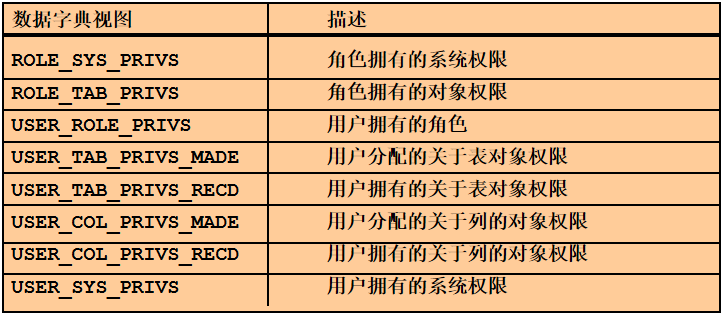 数据字典视图 描述
ROLE_SYS_PRIVS 角色拥有的系统权限
ROLE_TAB_PRIVS 角色拥有的对象权限
USER_ROLE_PRIVS 用户拥有的角色
USER_TAB_PRIVS_MADE 用户分配的关于表对象权限
USER_TAB_PRIVS_RECD 用户拥有的关于表对象权限
USER_COL_PRIVS_MADE 用户分配的关于列的对象权限
USER_COL_PRIVS_RECD 用户拥有的关于列的对象权限
USER_SYS_PRIVS 用户拥有的系统权限